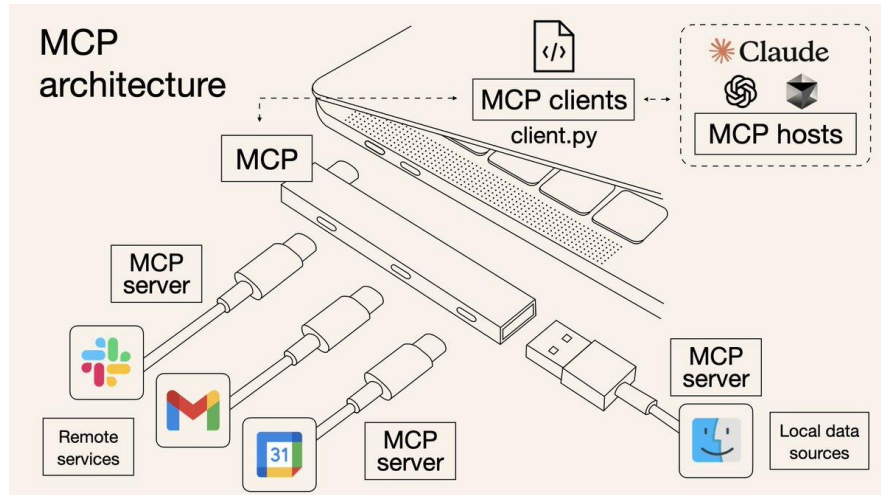 MCP
architecture
</>
MCP clients
client.py
Claude
MCP hosts
MCP
MCP
server
Remote
services
31
MCP
server
MCP
server
Local data
sources